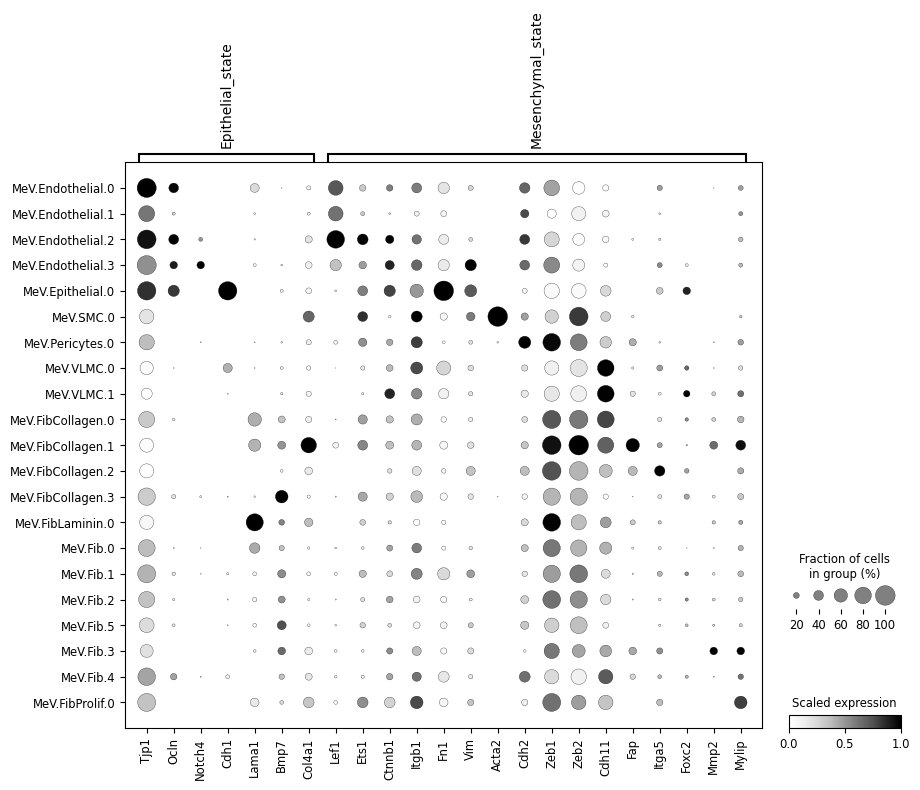 Epithelial_state
Mesenchymal_state
MeV.Endothelial.0
MeV.Endothelial.1
MeV.Endothelial.2
MeV.Endothelial.3
MeV.Epithelial.0
MeV.SMC.0
MeV.Pericytes.0
MeV.VLMC.0
MeV.VLMC.1
MeV.FibCollagen.0
MeV.FibCollagen.1
MeV.FibCollagen.2
MeV.FibCollagen.3
MeV.FibLaminin.0
MeV.Fib.0
MeV.Fib.1
MeV.Fib.2
MeV.Fib.5
MeV.Fib.3
MeV.Fib.4
MeV.FibProlif.0
Tjp1
Ocln
Notch4
Cdh1
Lama1
Bmp7
Col4a1
Lef1
Ets1
Ctnnb1
Itgb1
Fn1
Vim
Acta2
Cdh2
Zeb1
Zeb2
Cdh11
Fap
Itga5
Foxc2
Mmp2
Mylip
Fraction of cells
in group (%)
20 40 60 80 100
Scaled expression
0.0 0.5 1.0